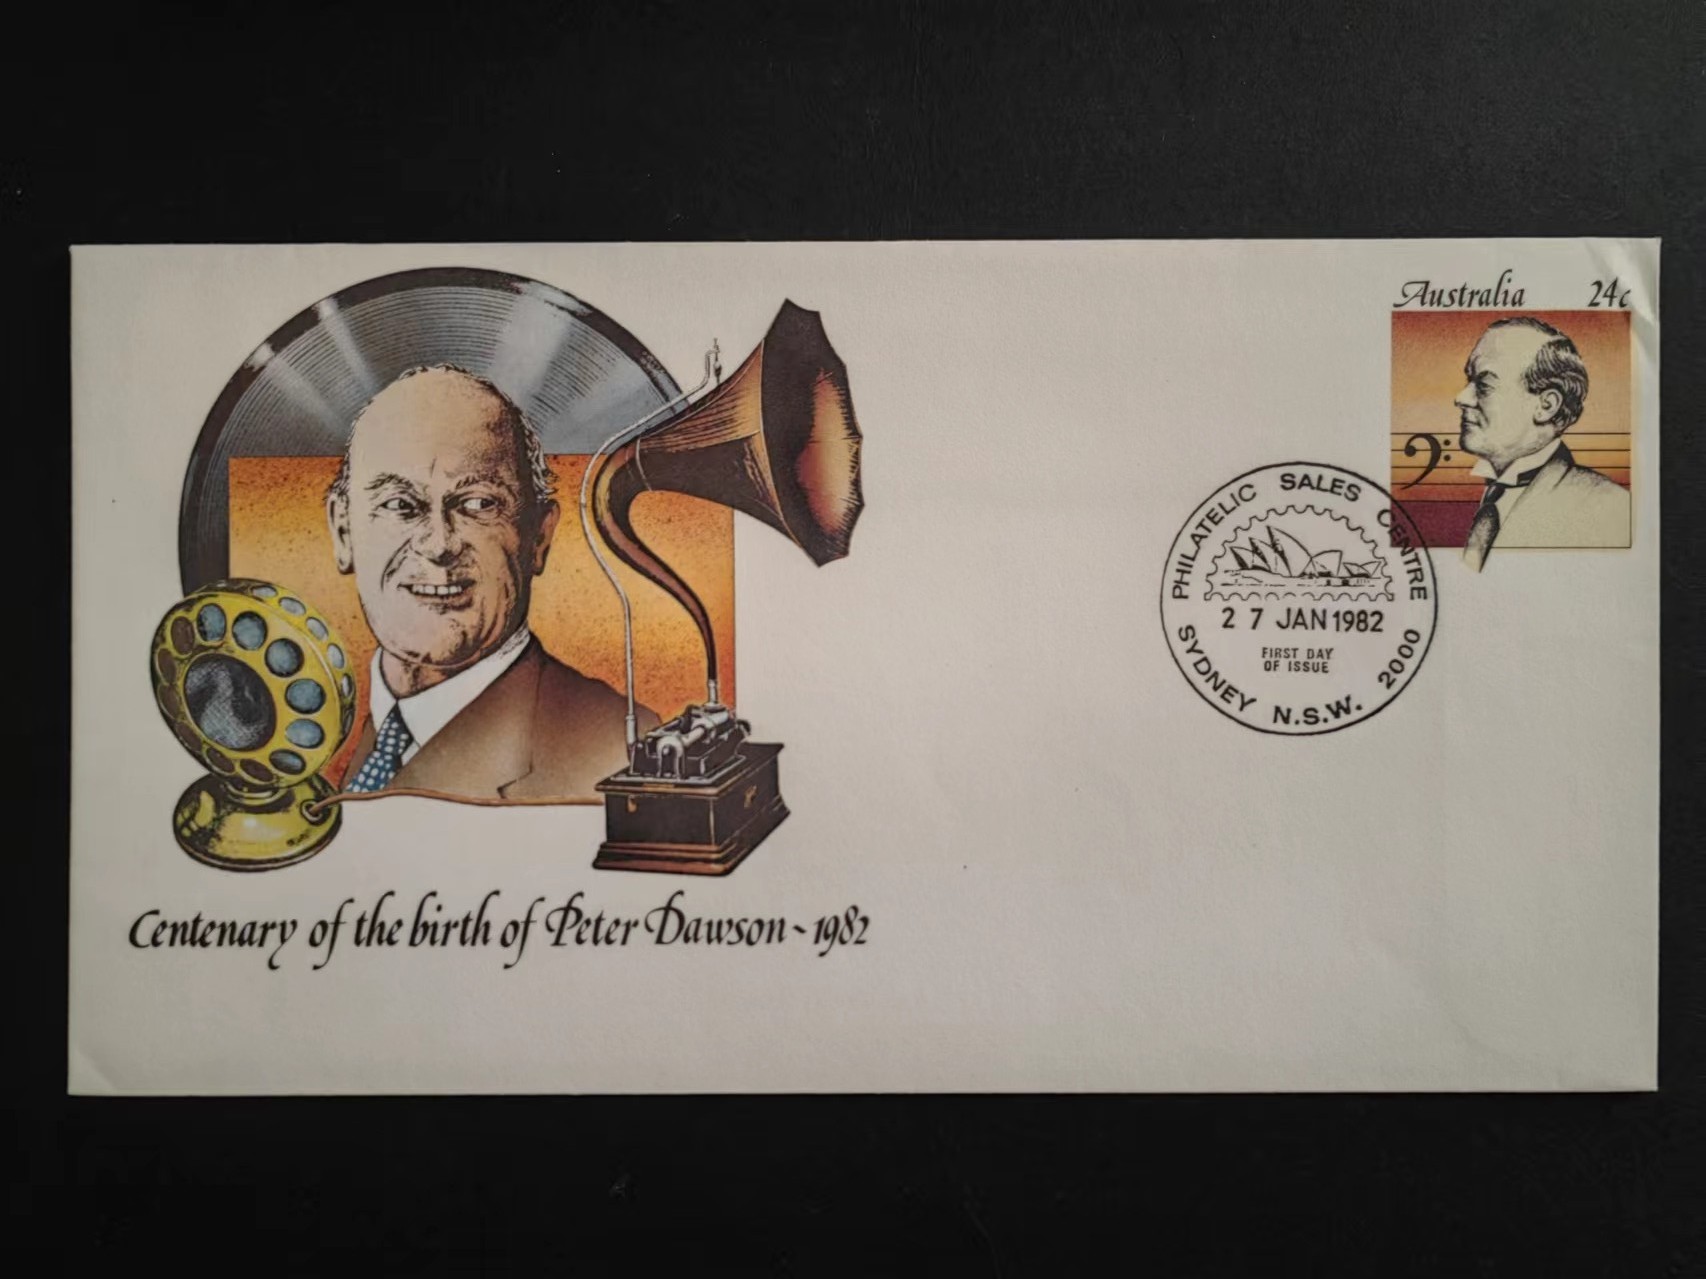 Australia 24c
PHILATELIC SALES CENTRE
27 JAN 1982
FIRST DAY
OF ISSUE
SYDNEY N.S.W. 2000
Centenary of the birth of Peter Dawson ~ 1982